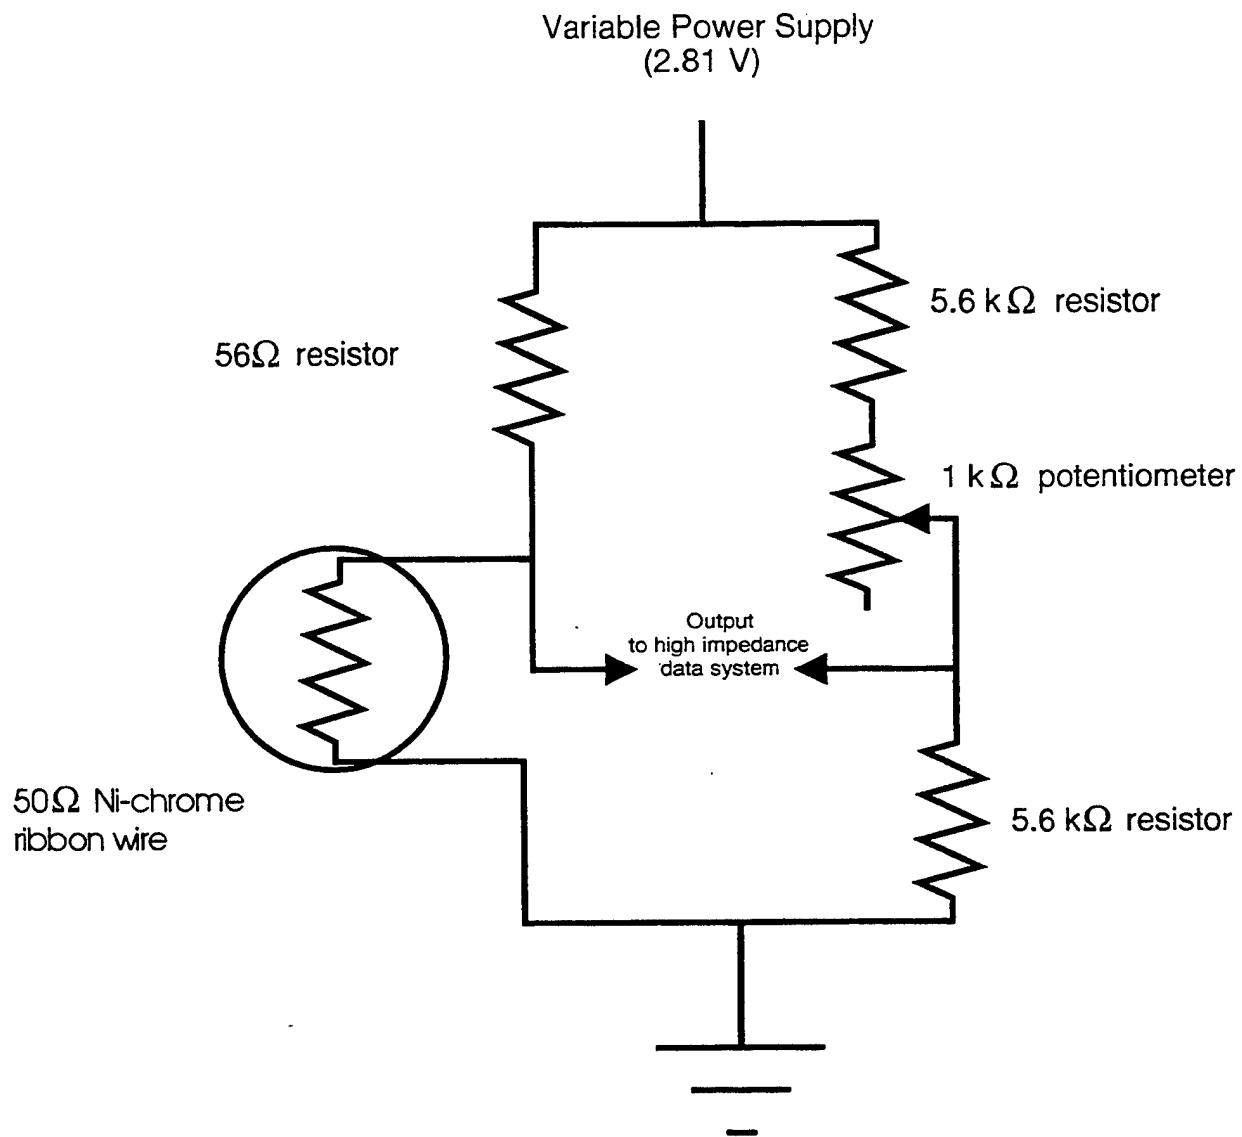 Variable Power Supply
(2.81 V)
5.6 kΩ resistor
56Ω resistor
1 kΩ potentiometer
Output
to high impedance
data system
50Ω Ni-chrome
ribbon wire
5.6 kΩ resistor